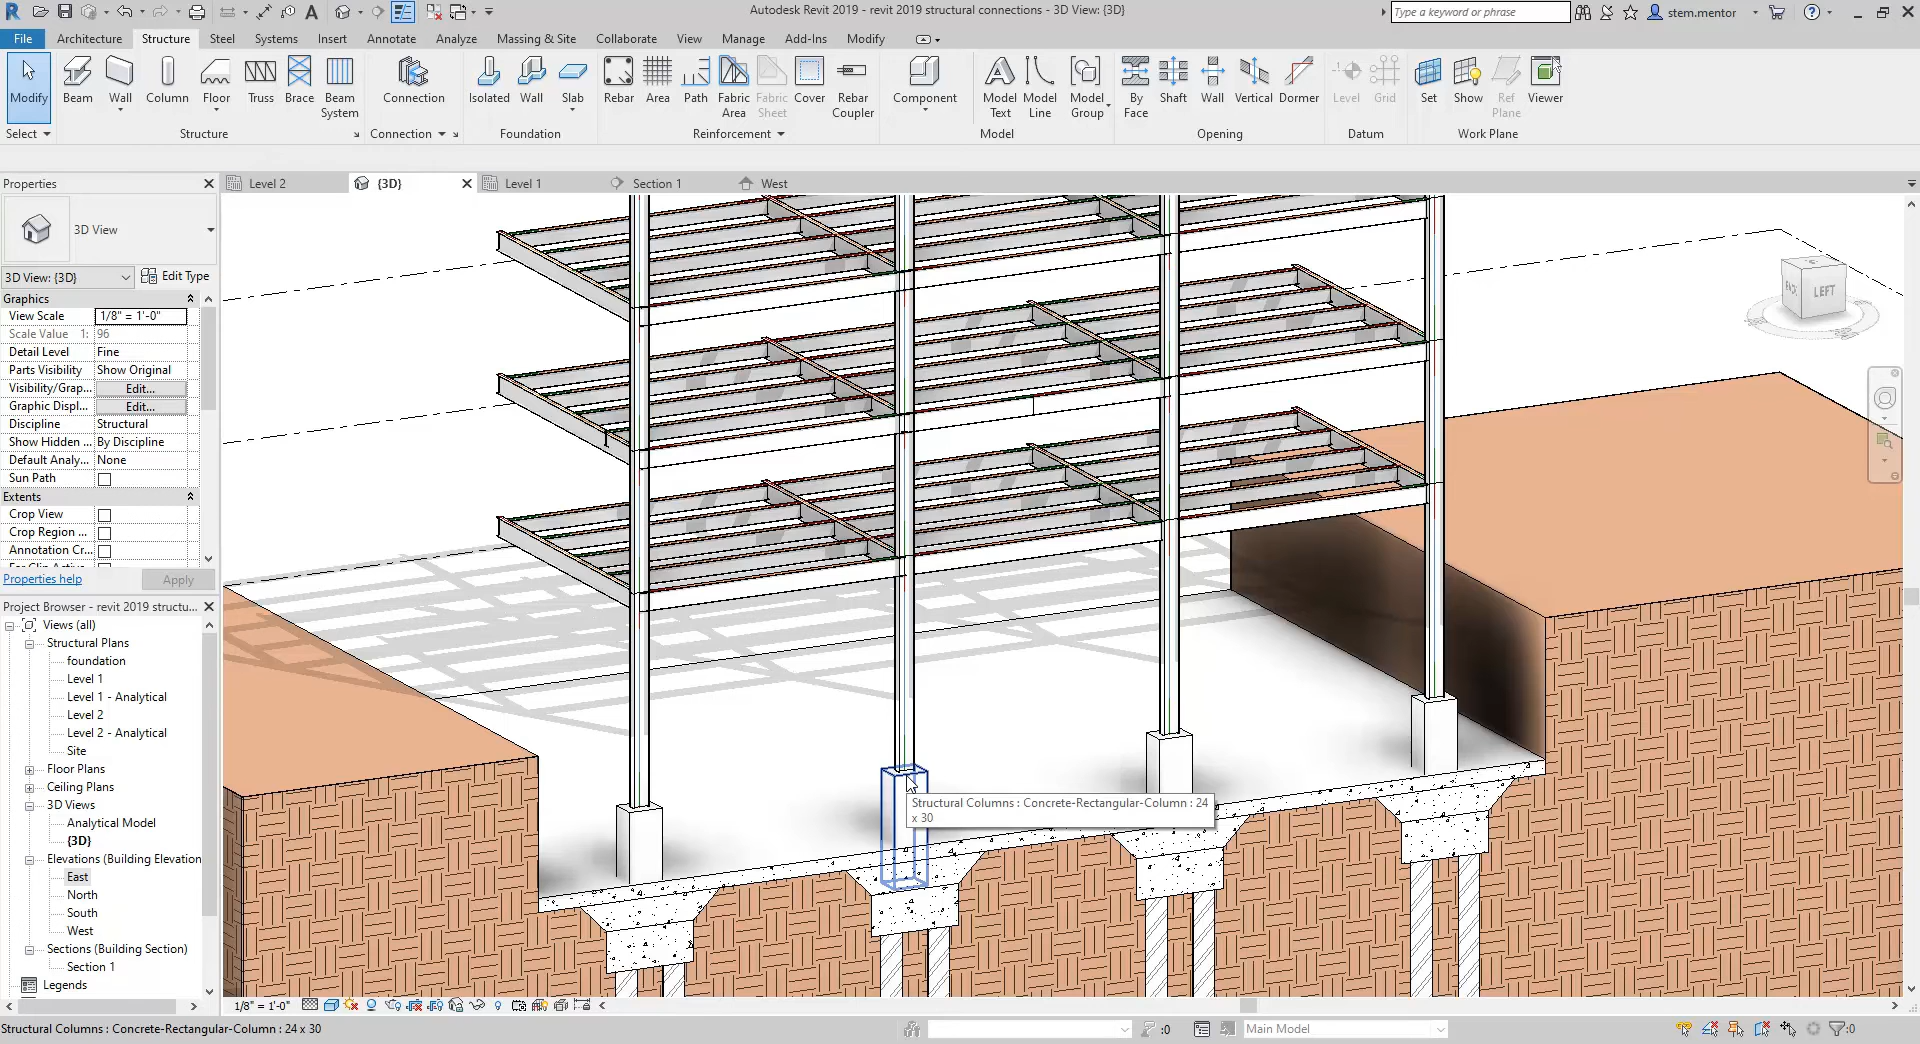 Autodesk Revit 2019 - revit 2019 structural connections - 3D View: {3D}
Type a keyword or phrase
stem.mentor
File Architecture Structure Steel Systems Insert Annotate Analyze Massing & Site Collaborate View Manage Add-Ins Modify
Modify Beam Wall Column Floor Truss Brace Beam System Connection Isolated Wall Slab Rebar Area Path Fabric Area Fabric Sheet Cover Rebar Coupler Component Model Text Model Line Model Group By Face Shaft Wall Vertical Dormer Level Grid Set Show Ref Plane Viewer
Select Structure Connection Foundation Reinforcement Model Opening Datum Work Plane
Properties
Level 2 {3D} Level 1 Section 1 West
3D View
3D View: {3D} Edit Type
Graphics
View Scale 1/8" = 1'-0"
Scale Value 1: 96
Detail Level Fine
Parts Visibility Show Original
Visibility/Grap... Edit...
Graphic Displ... Edit...
Discipline Structural
Show Hidden ... By Discipline
Default Analy... None
Sun Path
Extents
Crop View
Crop Region ...
Annotation Cr...
Properties help Apply
Project Browser - revit 2019 structu...
Views (all)
Structural Plans
foundation
Level 1
Level 1 - Analytical
Level 2
Level 2 - Analytical
Site
Floor Plans
Ceiling Plans
3D Views
Analytical Model
{3D}
Elevations (Building Elevation
East
North
South
West
Sections (Building Section)
Section 1
Legends
LEFT
Structural Columns : Concrete-Rectangular-Column : 24
x 30
1/8" = 1'-0"
Structural Columns : Concrete-Rectangular-Column : 24 x 30
:0
Main Model
:0